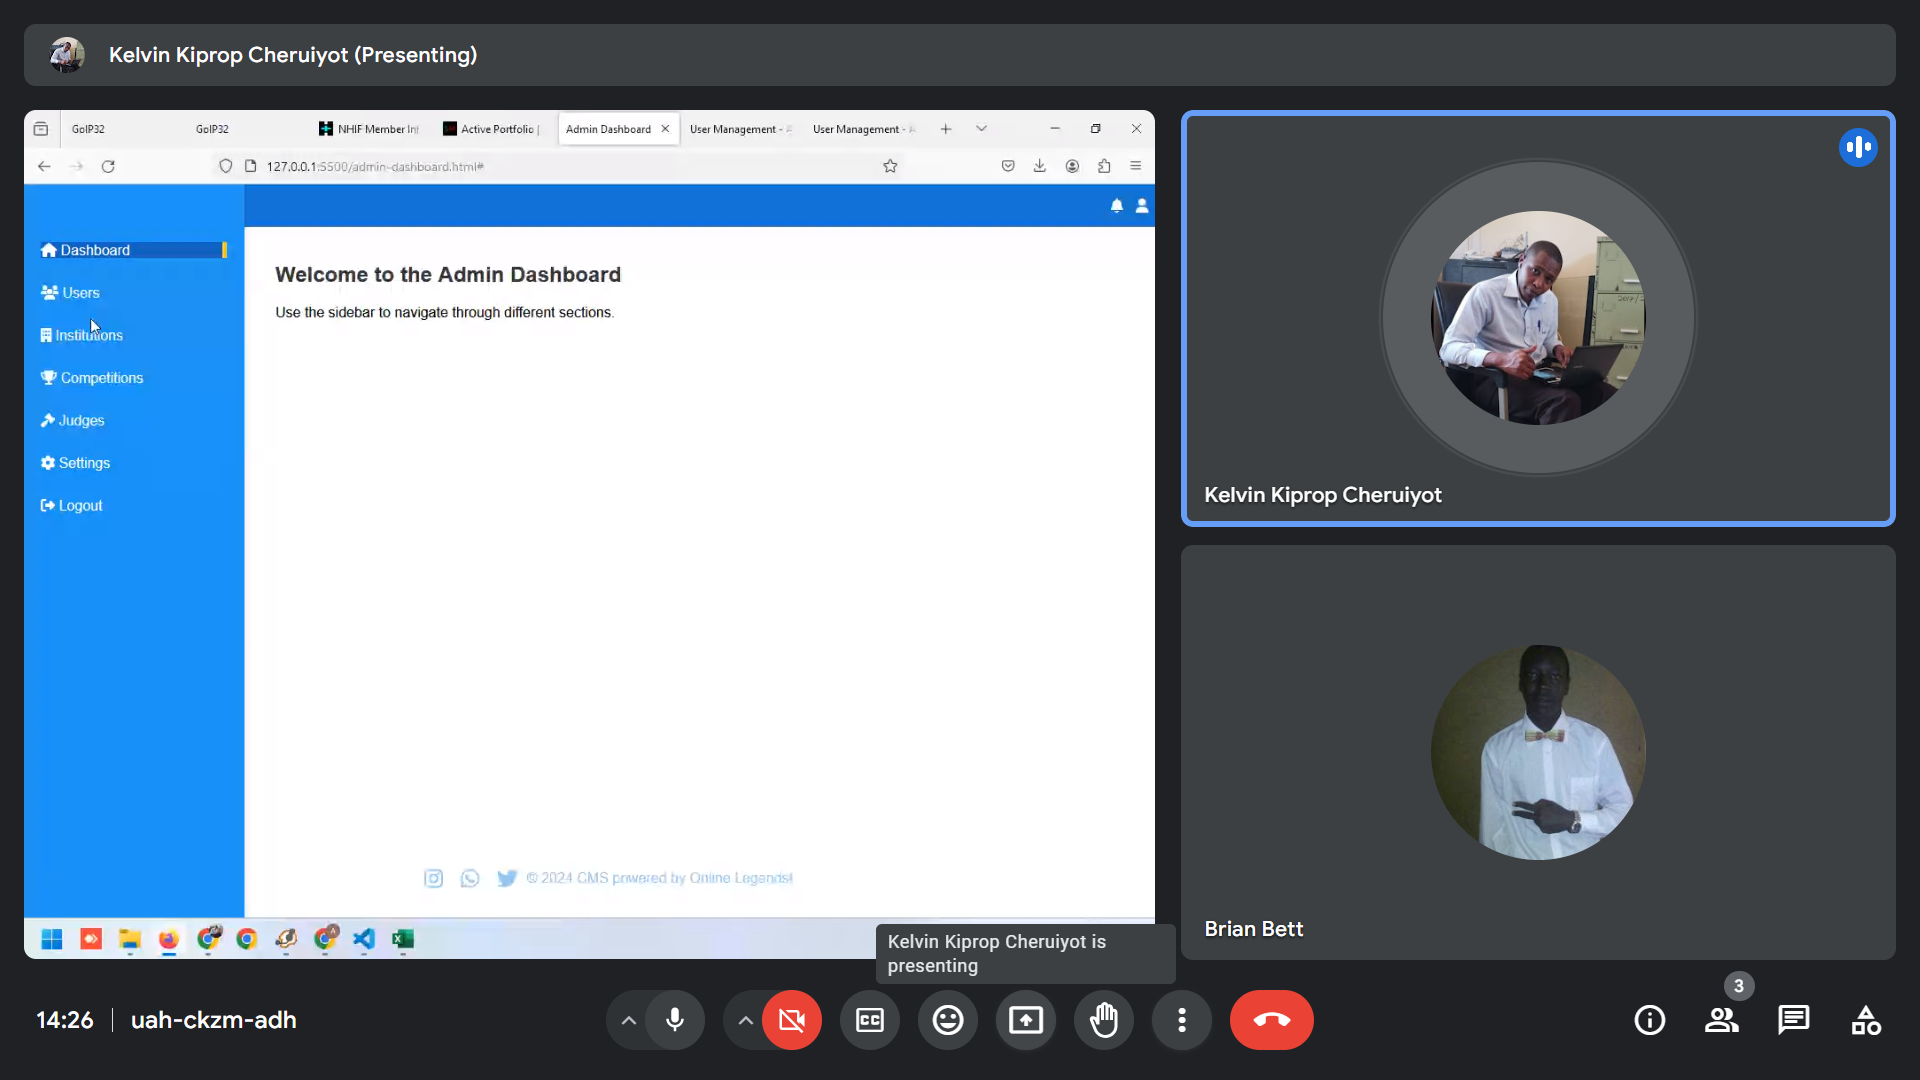 Kelvin Kiprop Cheruiyot (Presenting)
GoIP32
GoIP32
NHIF Member In
Active Portfolio |
Admin Dashboard
User Management -
User Management -
127.0.0.1:5500/admin-dashboard.html#
Dashboard
Users
Institutions
Competitions
Judges
Settings
Logout
Welcome to the Admin Dashboard
Use the sidebar to navigate through different sections.
© 2024 CMS powered by Online
Kelvin Kiprop Cheruiyot
Brian Bett
Kelvin Kiprop Cheruiyot is
presenting
14:26
uah-ckzm-adh
CC
3